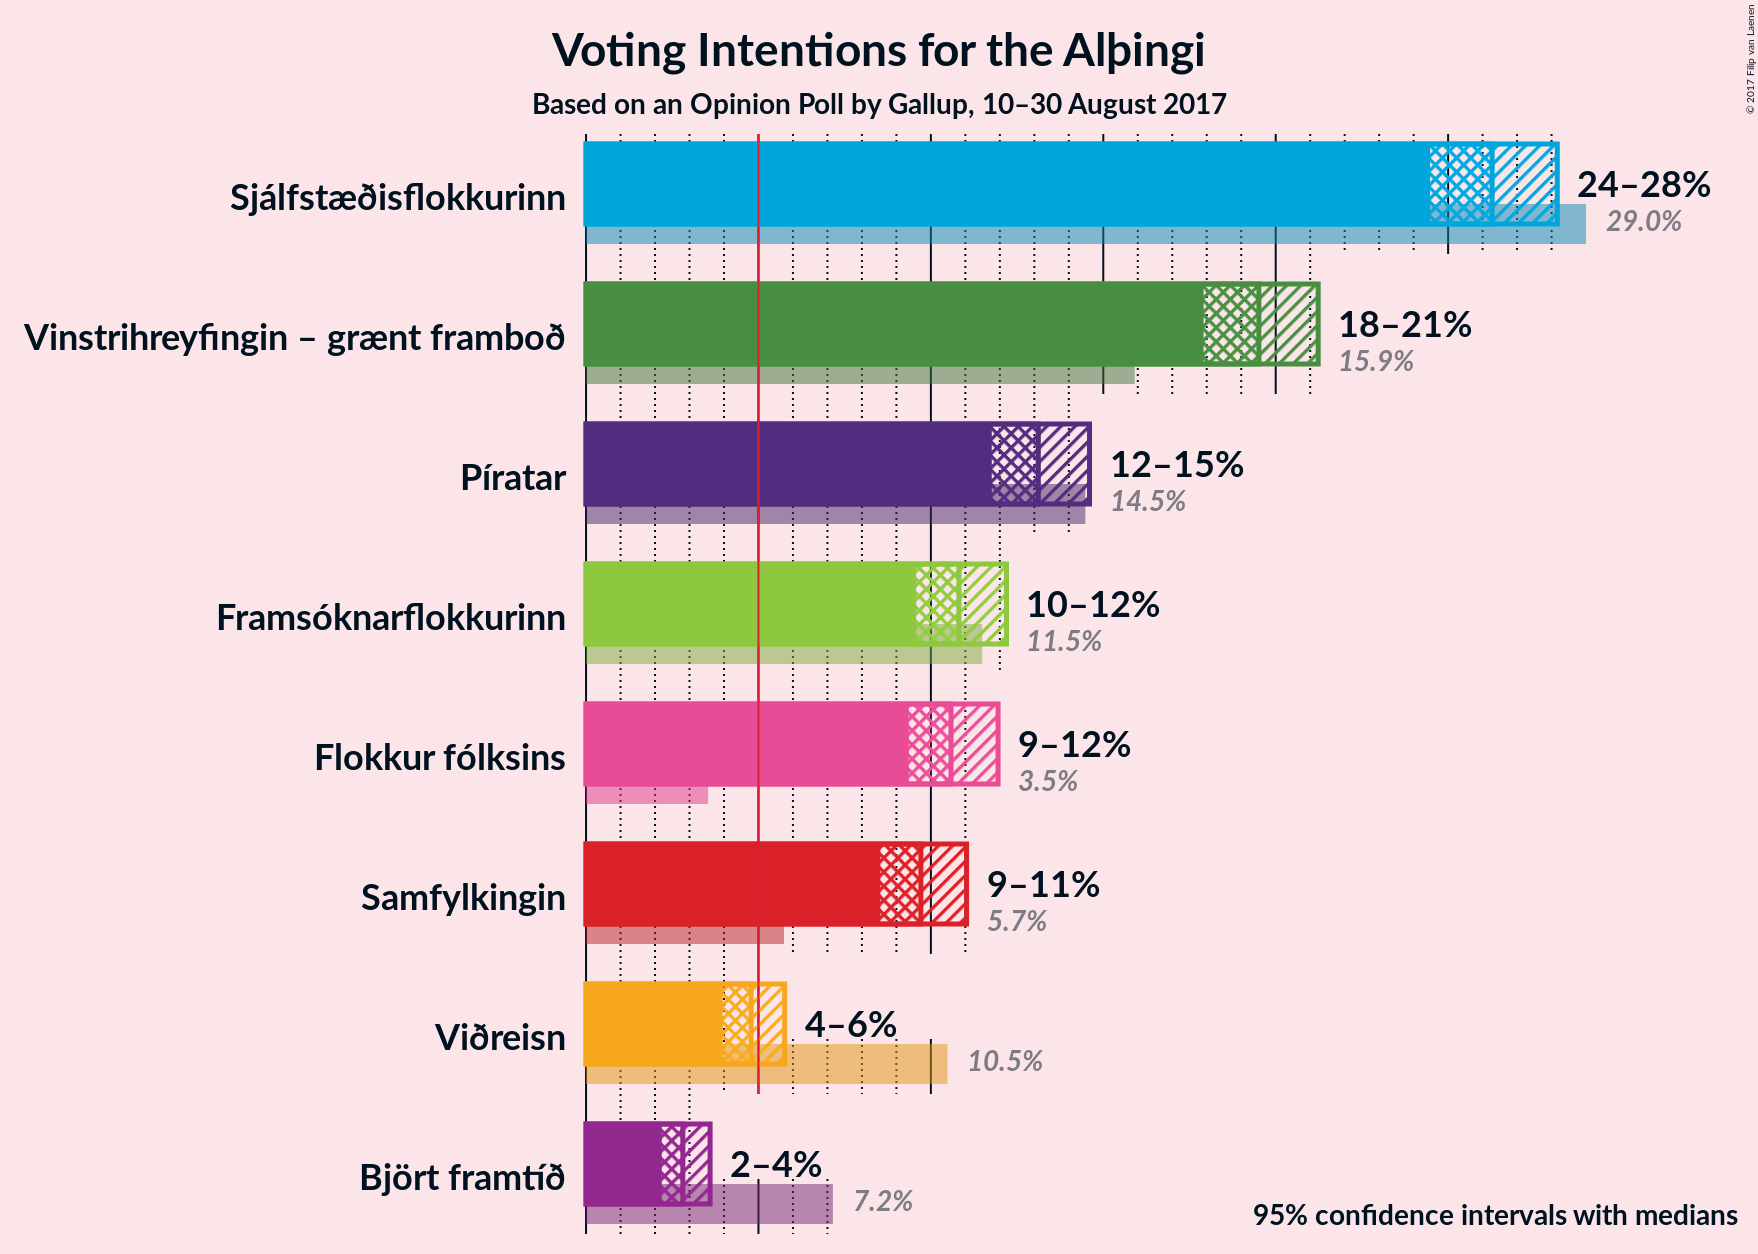 Voting Intentions for the Alþingi
Based on an Opinion Poll by Gallup, 10–30 August 2017
© 2017 Filip van Laenen
Sjálfstæðisflokkurinn
24–28%
29.0%
Vinstrihreyfingin – grænt framboð
18–21%
15.9%
Píratar
12–15%
14.5%
Framsóknarflokkurinn
10–12%
11.5%
Flokkur fólksins
9–12%
3.5%
Samfylkingin
9–11%
5.7%
Viðreisn
4–6%
10.5%
Björt framtíð
2–4%
7.2%
95% confidence intervals with medians